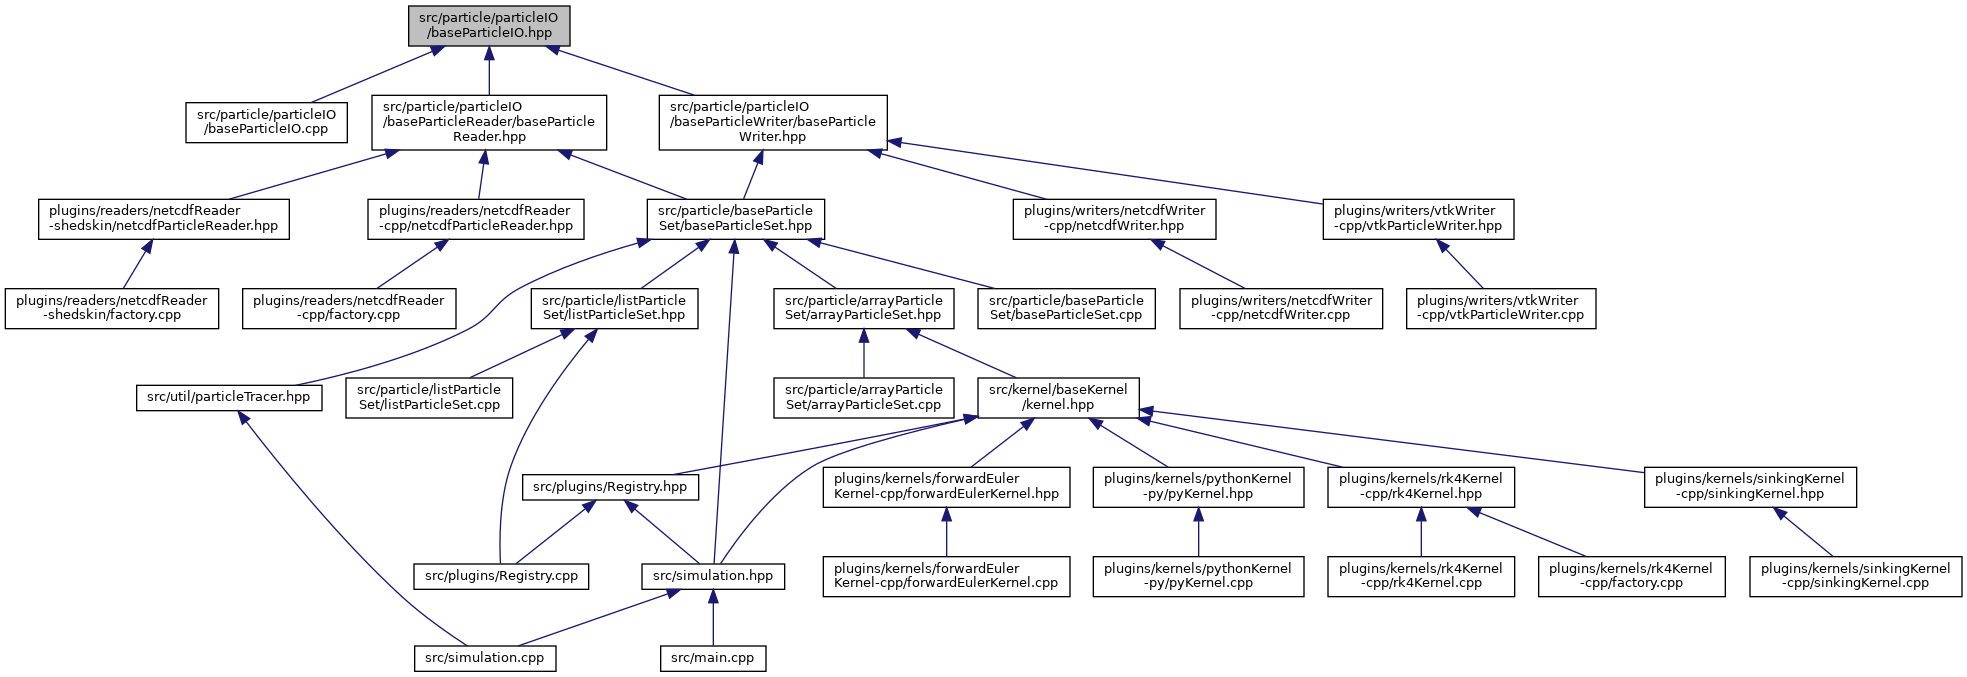 src/particle/particleIO
/baseParticleIO.hpp
src/particle/particleIO
/baseParticleIO.cpp
src/particle/particleIO
/baseParticleReader/baseParticle
Reader.hpp
src/particle/particleIO
/baseParticleWriter/baseParticle
Writer.hpp
plugins/readers/netcdfReader
-shedskin/netcdfParticleReader.hpp
plugins/readers/netcdfReader
-cpp/netcdfParticleReader.hpp
src/particle/baseParticle
Set/baseParticleSet.hpp
plugins/writers/netcdfWriter
-cpp/netcdfWriter.hpp
plugins/writers/vtkWriter
-cpp/vtkParticleWriter.hpp
plugins/readers/netcdfReader
-shedskin/factory.cpp
plugins/readers/netcdfReader
-cpp/factory.cpp
src/particle/listParticle
Set/listParticleSet.hpp
src/particle/arrayParticle
Set/arrayParticleSet.hpp
src/particle/baseParticle
Set/baseParticleSet.cpp
plugins/writers/netcdfWriter
-cpp/netcdfWriter.cpp
plugins/writers/vtkWriter
-cpp/vtkParticleWriter.cpp
src/util/particleTracer.hpp
src/particle/listParticle
Set/listParticleSet.cpp
src/particle/arrayParticle
Set/arrayParticleSet.cpp
src/kernel/baseKernel
/kernel.hpp
src/plugins/Registry.hpp
plugins/kernels/forwardEuler
Kernel-cpp/forwardEulerKernel.hpp
plugins/kernels/pythonKernel
-py/pyKernel.hpp
plugins/kernels/rk4Kernel
-cpp/rk4Kernel.hpp
plugins/kernels/sinkingKernel
-cpp/sinkingKernel.hpp
src/plugins/Registry.cpp
src/simulation.hpp
plugins/kernels/forwardEuler
Kernel-cpp/forwardEulerKernel.cpp
plugins/kernels/pythonKernel
-py/pyKernel.cpp
plugins/kernels/rk4Kernel
-cpp/rk4Kernel.cpp
plugins/kernels/rk4Kernel
-cpp/factory.cpp
plugins/kernels/sinkingKernel
-cpp/sinkingKernel.cpp
src/simulation.cpp
src/main.cpp